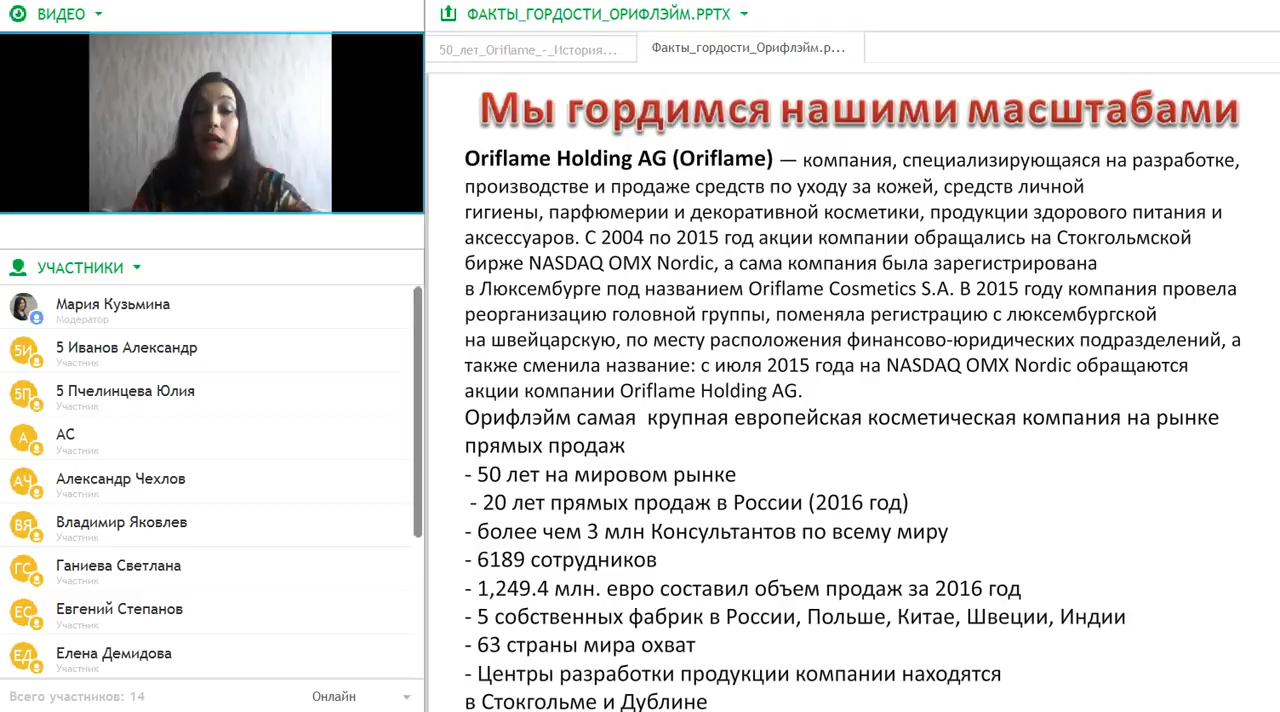 ВИДЕО
ФАКТЫ_ГОРДОСТИ_ОРИФЛЭЙМ.PPTX
50_лет_Oriflame_-_История...
Факты_гордости_Орифлэйм.р...
УЧАСТНИКИ
Мария Кузьмина
Модератор
5И
5 Иванов Александр
Участник
5П
5 Пчелинцева Юлия
Участник
А
АС
Участник
АЧ
Александр Чехлов
Участник
ВЯ
Владимир Яковлев
Участник
ГС
Ганиева Светлана
Участник
ЕС
Евгений Степанов
Участник
ЕД
Елена Демидова
Участник
Всего участников: 14
Онлайн
Мы гордимся нашими масштабами
Oriflame Holding AG (Oriflame) — компания, специализирующаяся на разработке,
производстве и продаже средств по уходу за кожей, средств личной
гигиены, парфюмерии и декоративной косметики, продукции здорового питания и
аксессуаров. С 2004 по 2015 год акции компании обращались на Стокгольмской
бирже NASDAQ OMX Nordic, а сама компания была зарегистрирована
в Люксембурге под названием Oriflame Cosmetics S.A. В 2015 году компания провела
реорганизацию головной группы, поменяла регистрацию с люксембургской
на швейцарскую, по месту расположения финансово-юридических подразделений, а
также сменила название: с июля 2015 года на NASDAQ OMX Nordic обращаются
акции компании Oriflame Holding AG.
Орифлэйм самая  крупная европейская косметическая компания на рынке
прямых продаж
- 50 лет на мировом рынке
- 20 лет прямых продаж в России (2016 год)
- более чем 3 млн Консультантов по всему миру
- 6189 сотрудников
- 1,249.4 млн. евро составил объем продаж за 2016 год
- 5 собственных фабрик в России, Польше, Китае, Швеции, Индии
- 63 страны мира охват
- Центры разработки продукции компании находятся
в Стокгольме и Дублине